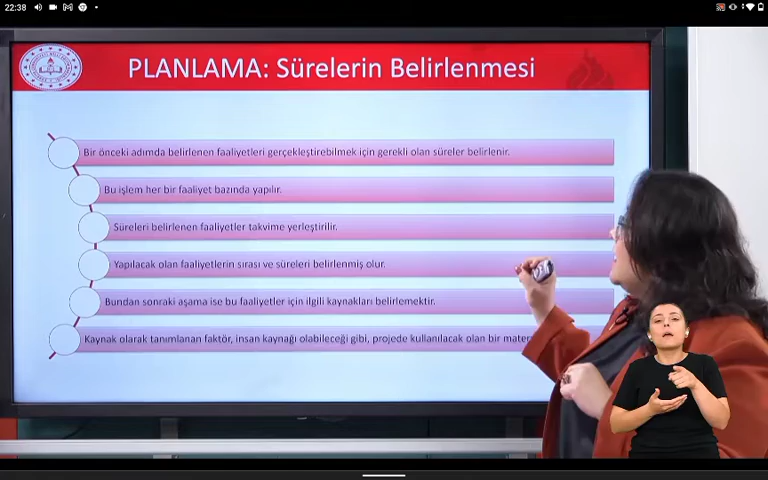 22:38
PLANLAMA: Sürelerin Belirlenmesi
Bir önceki adımda belirlenen faaliyetleri gerçekleştirebilmek için gerekli olan süreler belirlenir.
Bu işlem her bir faaliyet bazında yapılır.
Süreleri belirlenen faaliyetler takvime yerleştirilir.
Yapılacak olan faaliyetlerin sırası ve süreleri belirlenmiş olur.
Bundan sonraki aşama ise bu faaliyetler için ilgili kaynakları belirlemektir.
Kaynak olarak tanımlanan faktör, insan kaynağı olabileceği gibi, projede kullanılacak olan bir